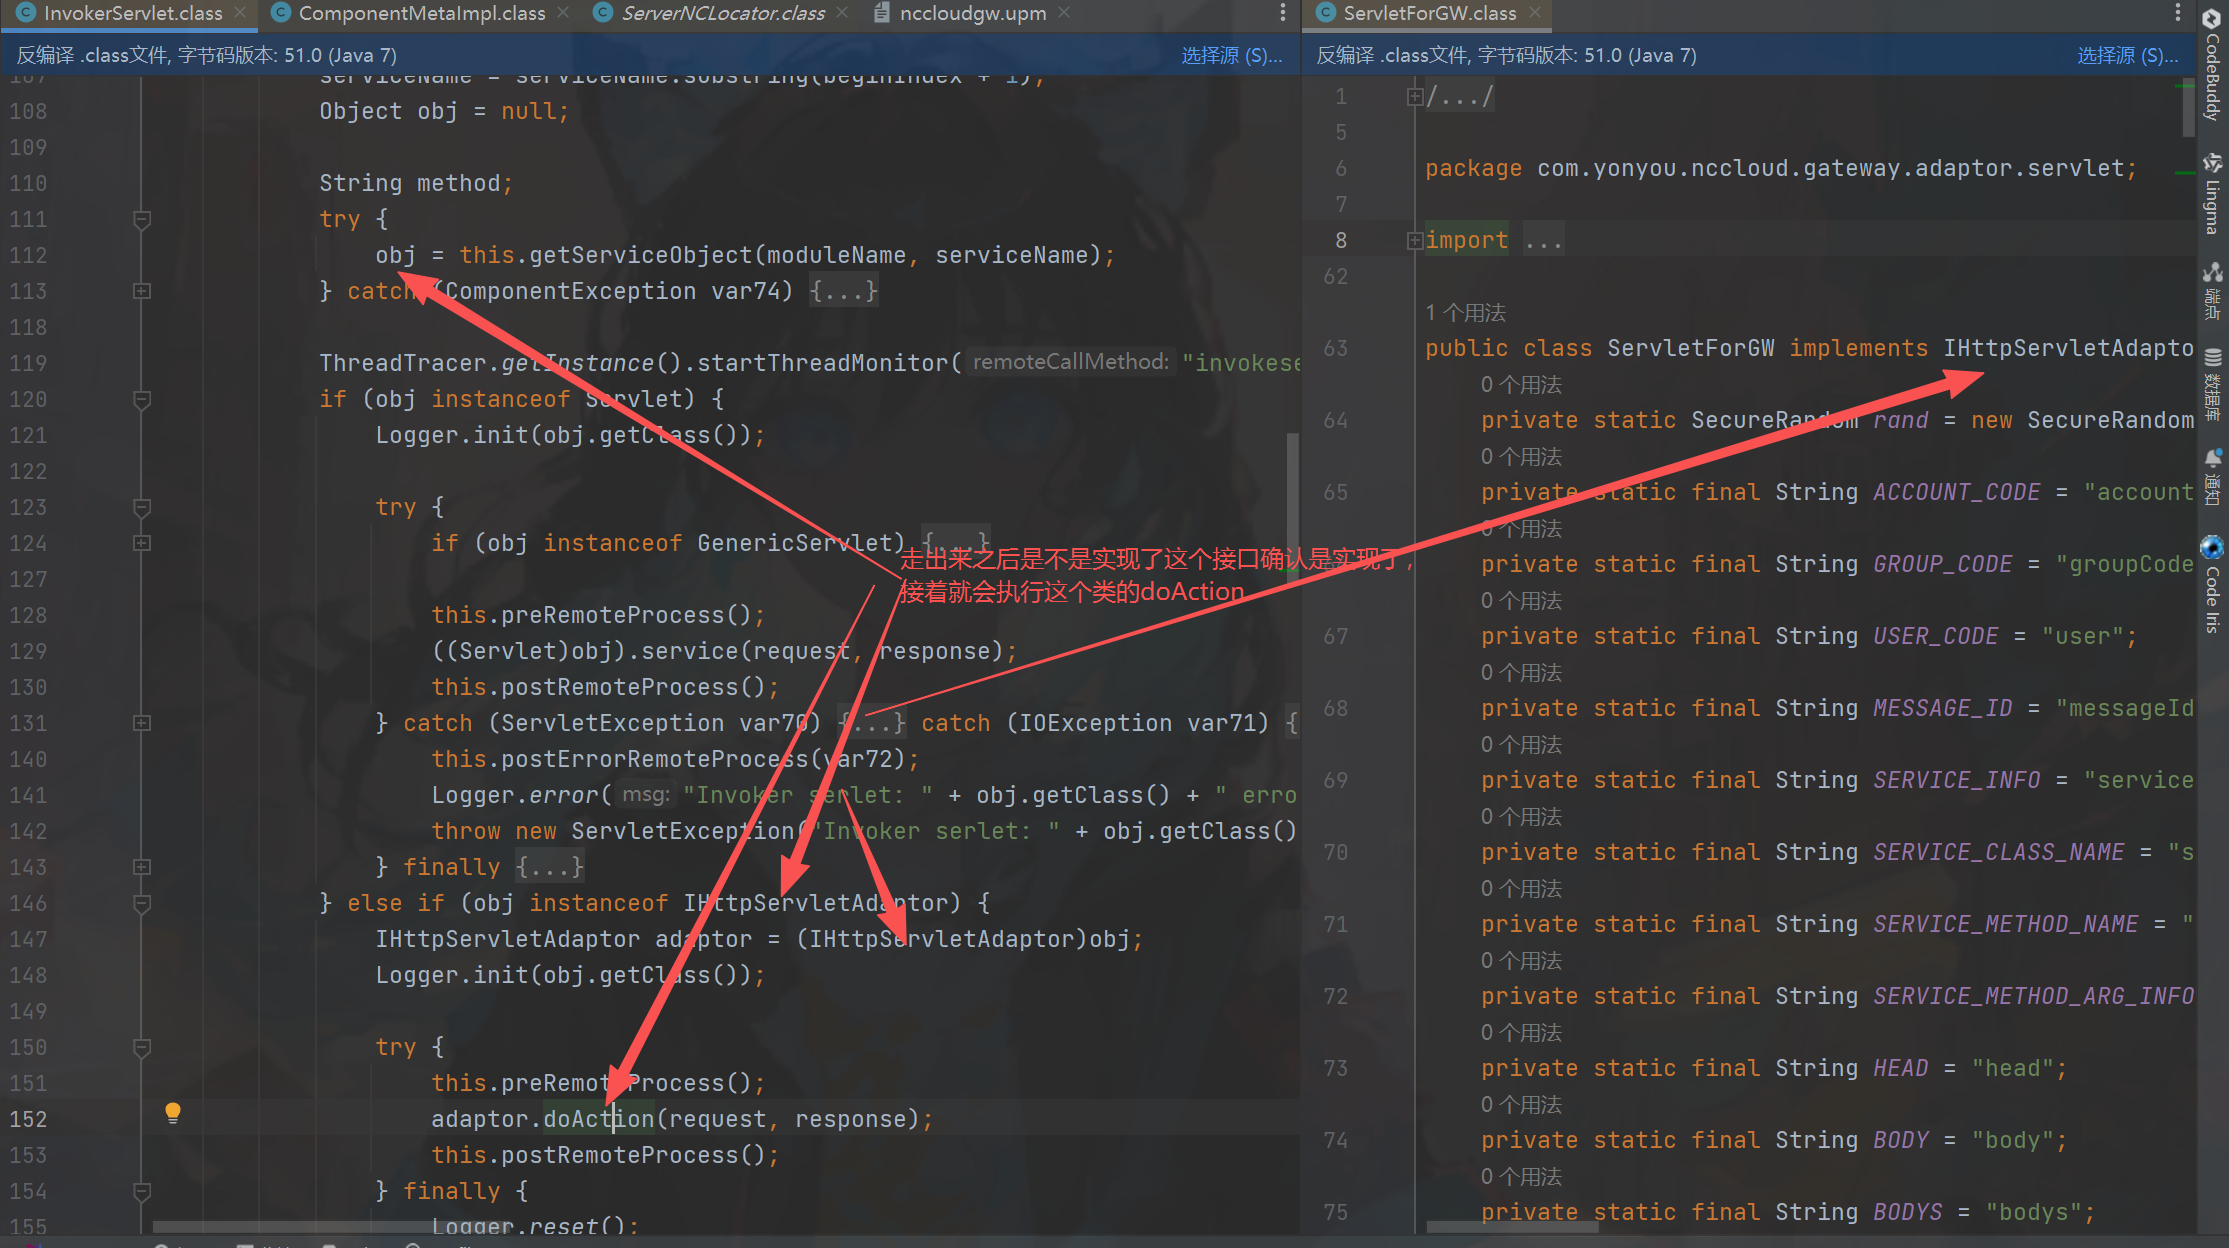 InvokerServlet.class
ComponentMetaImpl.class
ServerNCLocator.class
nccloudgw.upm
反编译 .class文件, 字节码版本: 51.0 (Java 7)
选择源 (S)...
107 serviceName = serviceName.substring(beginIndex + 1);
108 Object obj = null;
109
110 String method;
111 try {
112 obj = this.getServiceObject(moduleName, serviceName);
113 } catch (ComponentException var74) {...}
118
119 ThreadTracer.getInstance().startThreadMonitor( remoteCallMethod: "invokese
120 if (obj instanceof Servlet) {
121 Logger.init(obj.getClass());
122
123 try {
124 if (obj instanceof GenericServlet) {...}
127
128 this.preRemoteProcess();
129 ((Servlet)obj).service(request, response);
130 this.postRemoteProcess();
131 } catch (ServletException var70) {...} catch (IOException var71) {
140 this.postErrorRemoteProcess(var72);
141 Logger.error( msg: "Invoker serlet: " + obj.getClass() + " erro
142 throw new ServletException("Invoker serlet: " + obj.getClass()
143 } finally {...}
146 } else if (obj instanceof IHttpServletAdaptor) {
147 IHttpServletAdaptor adaptor = (IHttpServletAdaptor)obj;
148 Logger.init(obj.getClass());
149
150 try {
151 this.preRemoteProcess();
152 adaptor.doAction(request, response);
153 this.postRemoteProcess();
154 } finally {
155 Logger.reset();
走出来之后是不是实现了这个接口确认是实现了,
接着就会执行这个类的doAction
ServletForGW.class
反编译 .class文件, 字节码版本: 51.0 (Java 7)
选择源 (S)...
1 /.../
5
6 package com.yonyou.nccloud.gateway.adaptor.servlet;
7
8 import ...
62
1 个用法
63 public class ServletForGW implements IHttpServletAdapto
0 个用法
64 private static SecureRandom rand = new SecureRandom
0 个用法
65 private static final String ACCOUNT_CODE = "account
0 个用法
private static final String GROUP_CODE = "groupCode
0 个用法
67 private static final String USER_CODE = "user";
0 个用法
68 private static final String MESSAGE_ID = "messageId
0 个用法
69 private static final String SERVICE_INFO = "service
0 个用法
70 private static final String SERVICE_CLASS_NAME = "s
0 个用法
71 private static final String SERVICE_METHOD_NAME = "
0 个用法
72 private static final String SERVICE_METHOD_ARG_INFO
0 个用法
73 private static final String HEAD = "head";
0 个用法
74 private static final String BODY = "body";
0 个用法
75 private static final String BODYS = "bodys";
CodeBuddy
Lingma
端点
数据库
通知
Code Iris